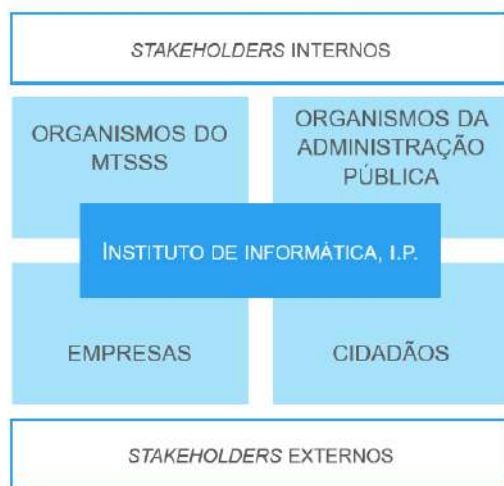 STAKEHOLDERS INTERNOS
ORGANISMOS DO
MTSSS
ORGANISMOS DA
ADMINISTRAÇÃO
PÚBLICA
INSTITUTO DE INFORMÁTICA, I.P.
EMPRESAS
CIDADÃOS
STAKEHOLDERS EXTERNOS